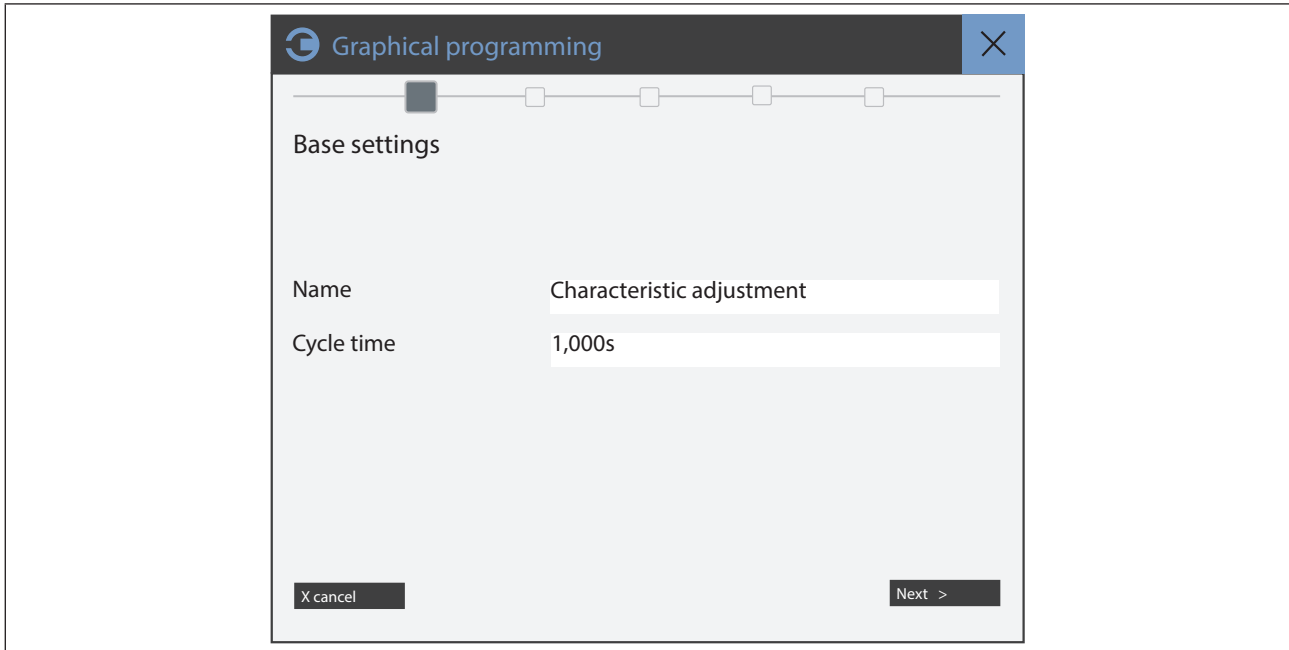 Graphical programming
Base settings
Name
Characteristic adjustment
Cycle time
1,000s
X cancel
Next >